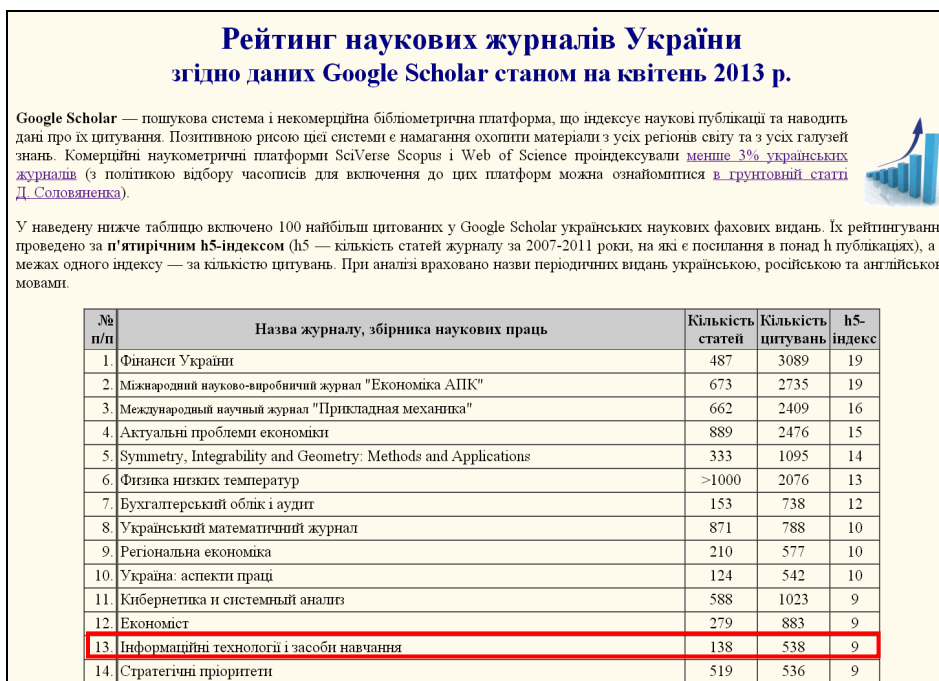 Рейтинг наукових журналів України
згідно даних Google Scholar станом на квітень 2013 р.
Google Scholar — пошукова система і некомерційна бібліометрична платформа, що індексує наукові публікації та наводить
дані про їх цитування. Позитивною рисою цієї системи є намагання охопити матеріали з усіх регіонів світу та з усіх галузей
знань. Комерційні наукометричні платформи SciVerse Scopus і Web of Science проіндексували менше 3% українських
журналів (з політикою відбору часописів для включення до цих платформ можна ознайомитися в грунтовній статті
Д. Соловяненка).
У наведену нижче таблицю включено 100 найбільш цитованих у Google Scholar українських наукових фахових видань. Їх рейтингуванн
проведено за п'ятирічним h5-індексом (h5 — кількість статей журналу за 2007-2011 роки, на які є посилання в понад h публікаціях), а
межах одного індексу — за кількістю цитувань. При аналізі враховано назви періодичних видань українською, російською та англійсько
мовами.
№ п/п Назва журналу, збірника наукових праць Кількість статей Кількість цитувань h5-індекс
1. Фінанси України 487 3089 19
2. Міжнародний науково-виробничий журнал "Економіка АПК" 673 2735 19
3. Международный научный журнал "Прикладная механика" 662 2409 16
4. Актуальні проблеми економіки 889 2476 15
5. Symmetry, Integrability and Geometry: Methods and Applications 333 1095 14
6. Физика низких температур >1000 2076 13
7. Бухгалтерський облік і аудит 153 738 12
8. Український математичний журнал 871 788 10
9. Регіональна економіка 210 577 10
10. Україна: аспекти праці 124 542 10
11. Кибернетика и системный анализ 588 1023 9
12. Економіст 279 883 9
13. Інформаційні технології і засоби навчання 138 538 9
14. Стратегічні пріоритети 519 536 9